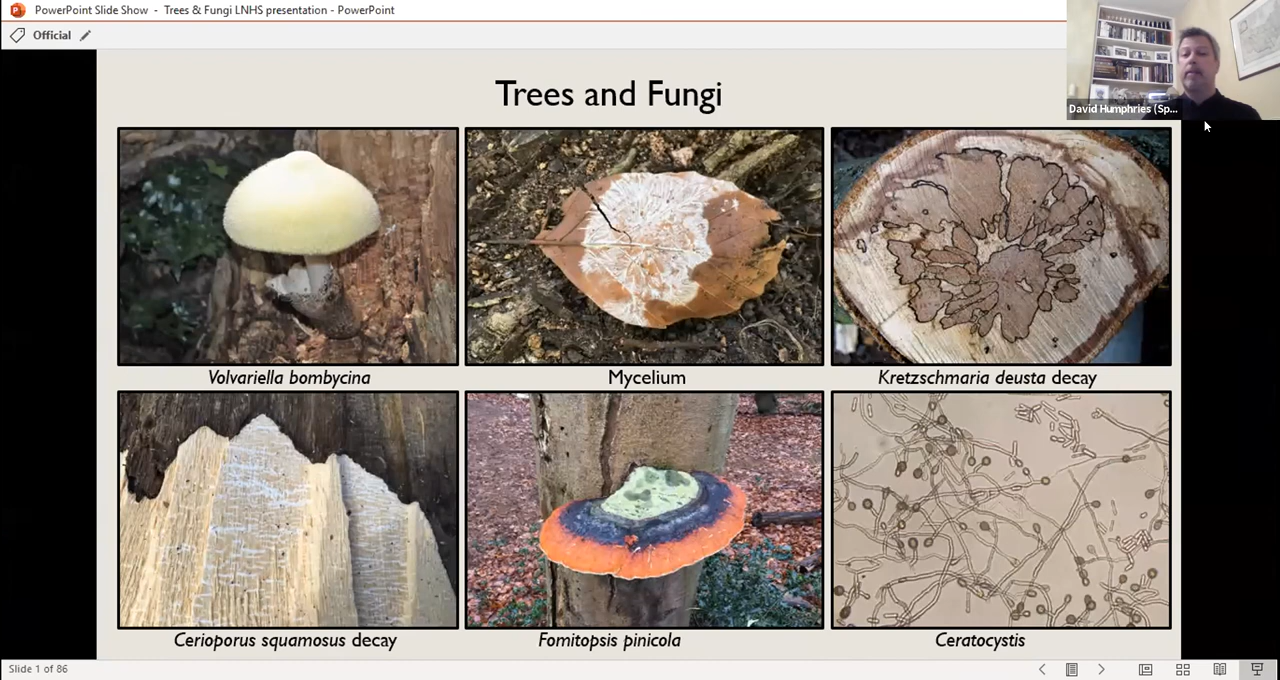 PowerPoint Slide Show - Trees & Fungi LNHS presentation - PowerPoint
Official
David Humphries (Sp...
Trees and Fungi
Volvariella bombycina
Mycelium
Kretzschmaria deusta decay
Cerioporus squamosus decay
Fomitopsis pinicola
Ceratocystis
Slide 1 of 86